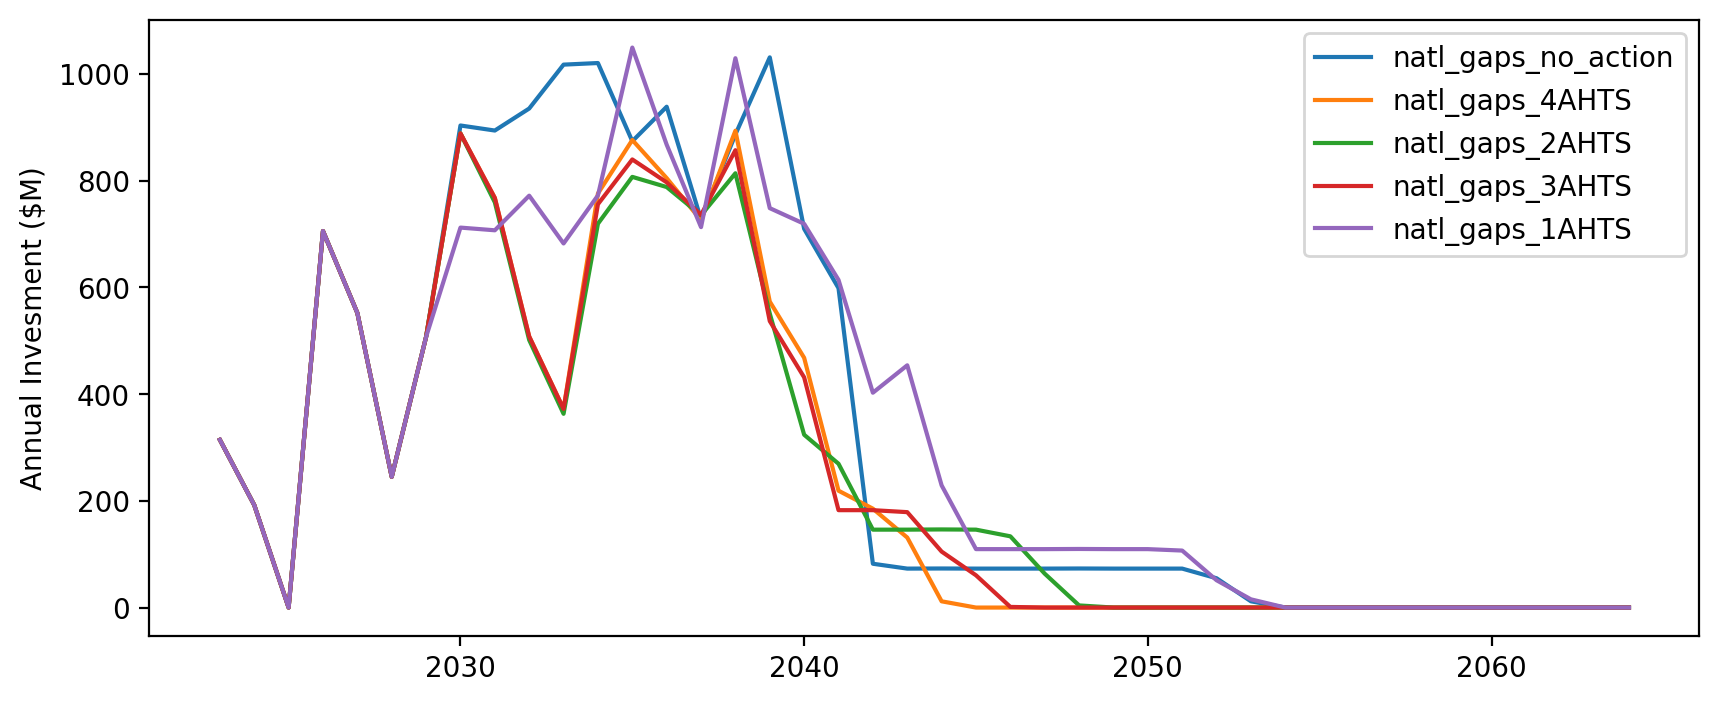 Annual Invesment ($M)
1000
800
600
400
200
0
2030
2040
2050
2060
natl_gaps_no_action
natl_gaps_4AHTS
natl_gaps_2AHTS
natl_gaps_3AHTS
natl_gaps_1AHTS